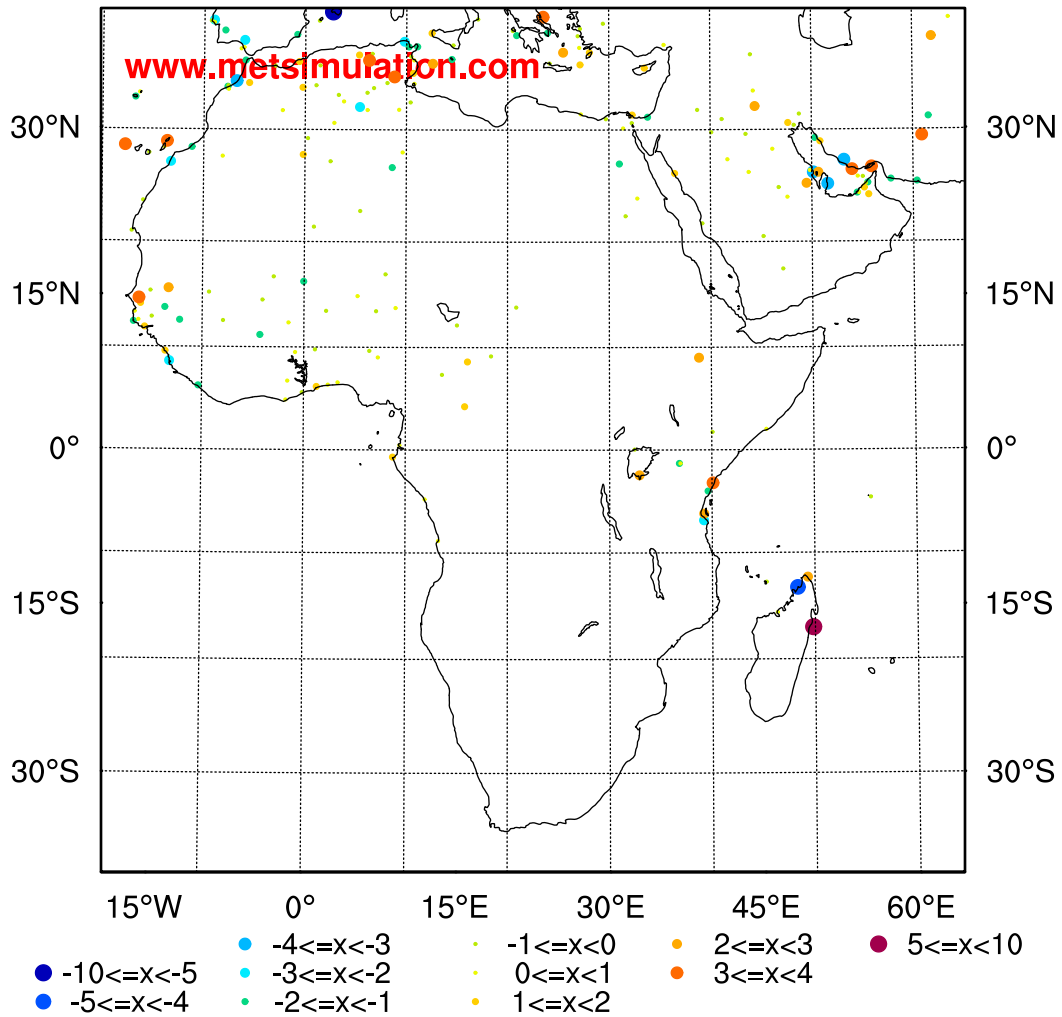 www.metsimulation.com
30°N 30°N
15°N 15°N
0° 0°
15°S 15°S
30°S 30°S
15°W 0° 15°E 30°E 45°E 60°E
-4<=x<-3 -1<=x<0 2<=x<3 5<=x<10
-10<=x<-5 -3<=x<-2 0<=x<1 3<=x<4
-5<=x<-4 -2<=x<-1 1<=x<2